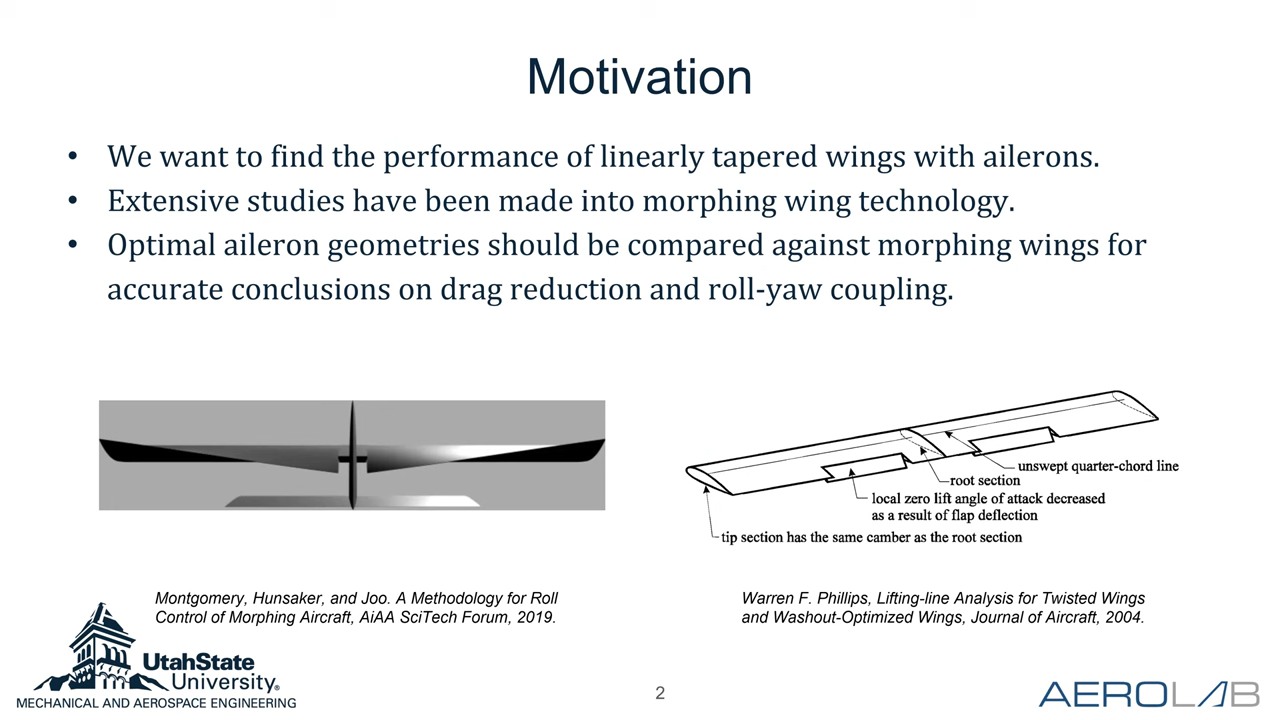 Motivation
• We want to find the performance of linearly tapered wings with ailerons.
• Extensive studies have been made into morphing wing technology.
• Optimal aileron geometries should be compared against morphing wings for
accurate conclusions on drag reduction and roll-yaw coupling.
unswept quarter-chord line
root section
local zero lift angle of attack decreased
as a result of flap deflection
tip section has the same camber as the root section
Montgomery, Hunsaker, and Joo. A Methodology for Roll
Control of Morphing Aircraft, AiAA SciTech Forum, 2019.
Warren F. Phillips, Lifting-line Analysis for Twisted Wings
and Washout-Optimized Wings, Journal of Aircraft, 2004.
UtahState
University®
MECHANICAL AND AEROSPACE ENGINEERING
2
AEROLAB